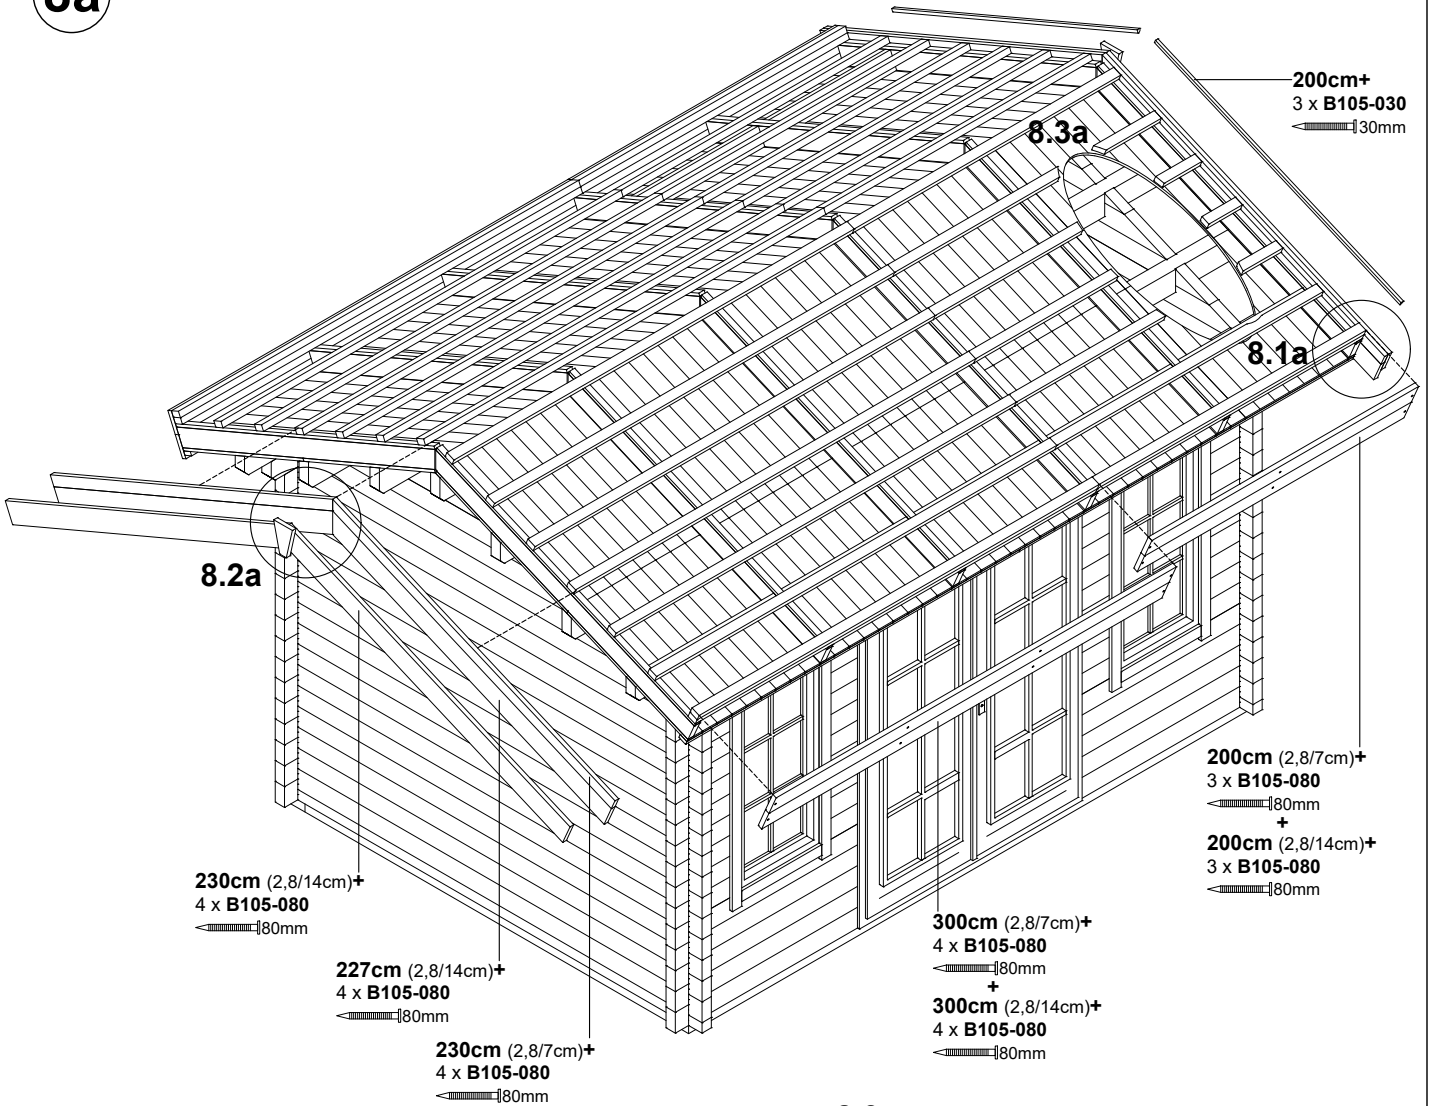 200cm+
3 x B105-030
30mm
8.3a
8.1a
8.2a
200cm (2,8/7cm)+
3 x B105-080
80mm
+
200cm (2,8/14cm)+
3 x B105-080
80mm
230cm (2,8/14cm)+
4 x B105-080
80mm
300cm (2,8/7cm)+
4 x B105-080
80mm
+
300cm (2,8/14cm)+
4 x B105-080
80mm
227cm (2,8/14cm)+
4 x B105-080
80mm
230cm (2,8/7cm)+
4 x B105-080
80mm